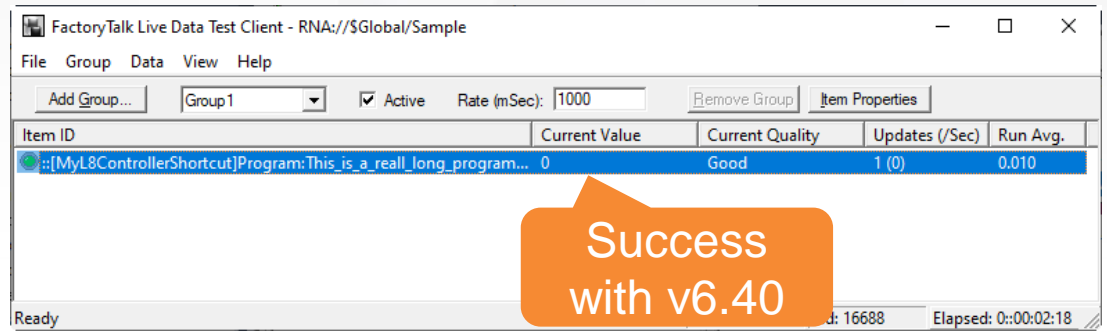 FactoryTalk Live Data Test Client - RNA://$Global/Sample
File Group Data View Help
Add Group... Group1 Active Rate (mSec): 1000 Remove Group Item Properties
Item ID Current Value Current Quality Updates (/Sec) Run Avg.
::[MyL8ControllerShortcut]Program:This_is_a_reall_long_program... 0 Good 1 (0) 0.010
Success
with v6.40
Ready d: 16688 Elapsed: 0::00:02:18